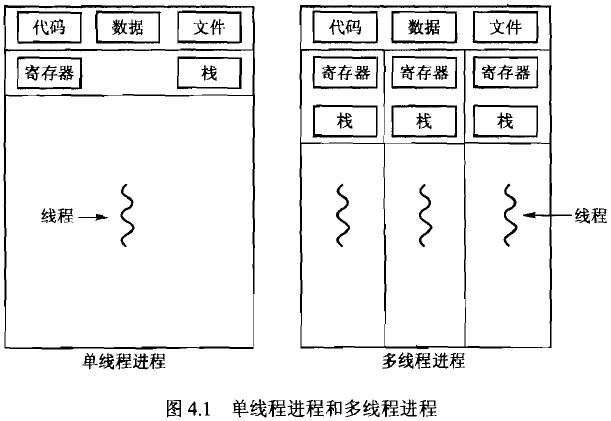 代码 数据 文件 代码 数据 文件
寄存器 栈 寄存器 寄存器 寄存器
栈 栈 栈
线程 线程
单线程进程 多线程进程
图 4.1 单线程进程和多线程进程